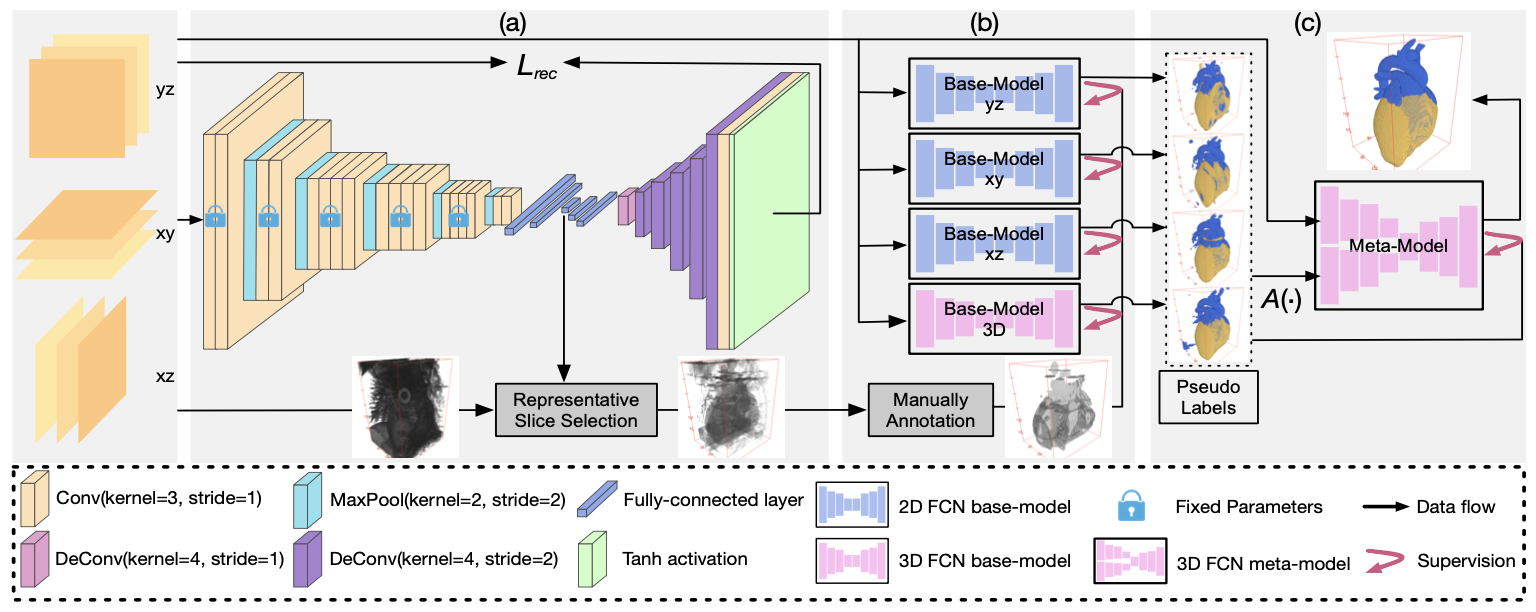 (a)
(b)
(c)
yz
xy
xz
Lrec
Representative
Slice Selection
Base-Model
yz
Base-Model
xy
Base-Model
xz
Base-Model
3D
Manually
Annotation
Pseudo
Labels
A(·)
Meta-Model
Conv(kernel=3, stride=1)
MaxPool(kernel=2, stride=2)
Fully-connected layer
2D FCN base-model
Fixed Parameters
Data flow
DeConv(kernel=4, stride=1)
DeConv(kernel=4, stride=2)
Tanh activation
3D FCN base-model
3D FCN meta-model
Supervision